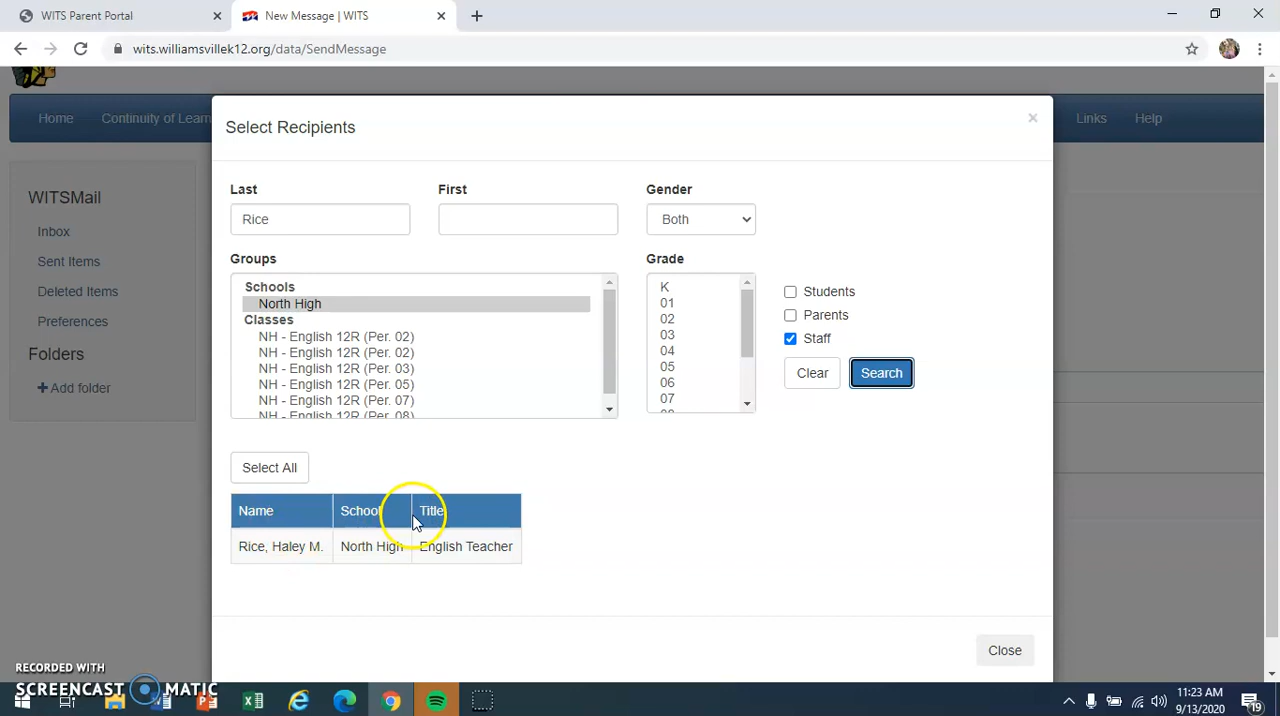 WITS Parent Portal
New Message | WITS
wits.williamsvillek12.org/data/SendMessage
Home
Continuity of Learn
Links
Help
Select Recipients
×
WITSMail
Inbox
Sent Items
Deleted Items
Preferences
Folders
+ Add folder
Last
First
Gender
Rice
Both
Groups
Grade
Schools
North High
Classes
NH - English 12R (Per. 02)
NH - English 12R (Per. 02)
NH - English 12R (Per. 03)
NH - English 12R (Per. 05)
NH - English 12R (Per. 07)
NH - English 12R (Per. 08)
K
01
02
03
04
05
06
07
Students
Parents
Staff
Clear
Search
Select All
Name
School
Title
Rice, Haley M.
North High
English Teacher
Close
RECORDED WITH
SCREENCAST MATIC
11:23 AM
9/13/2020
19